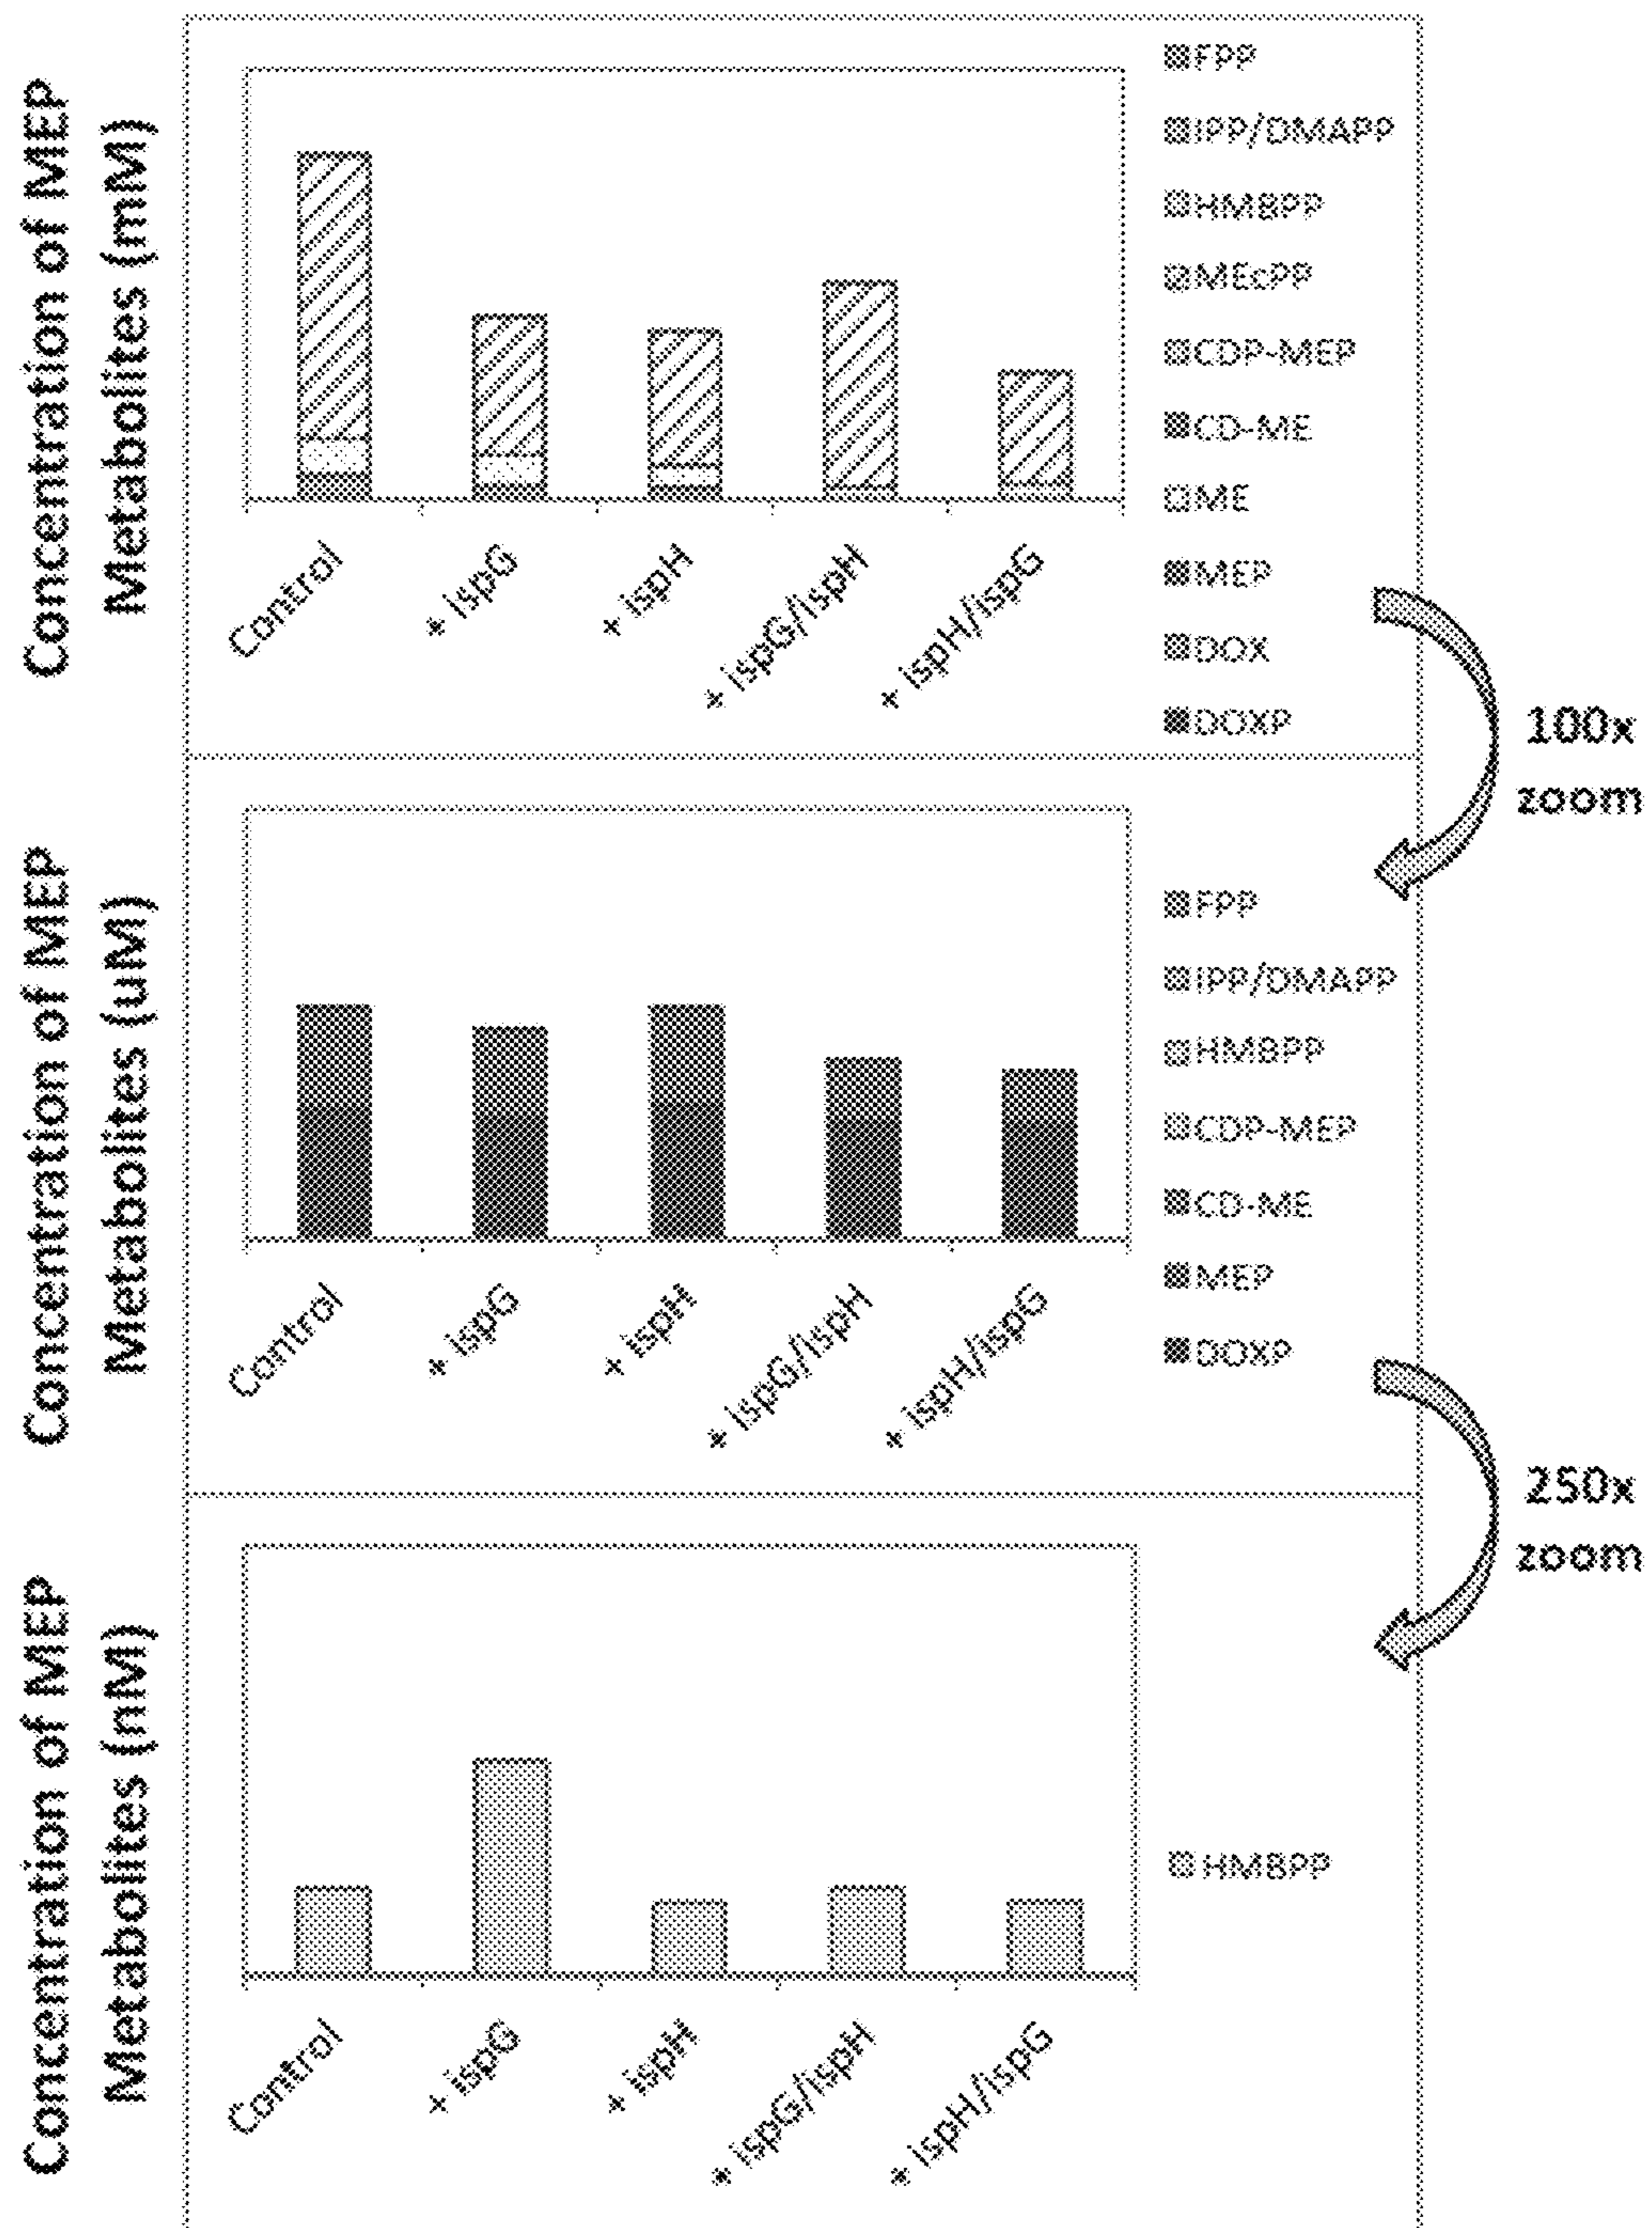 Concentration of MEP
Metabolites (mM)
FPP
IPP/DMAPP
HMBPP
MEcPP
CDP-MEP
CD-ME
ME
MEP
DOX
DOXP
Control
+ ispG
+ ispH
+ ispG/ispH
+ ispH/ispG
100x
zoom
Concentration of MEP
Metabolites (uM)
FPP
IPP/DMAPP
HMBPP
CDP-MEP
CD-ME
MEP
DOXP
Control
+ ispG
+ ispH
+ ispG/ispH
+ ispH/ispG
250x
zoom
Concentration of MEP
Metabolites (nM)
HMBPP
Control
+ ispG
+ ispH
+ ispG/ispH
+ ispH/ispG